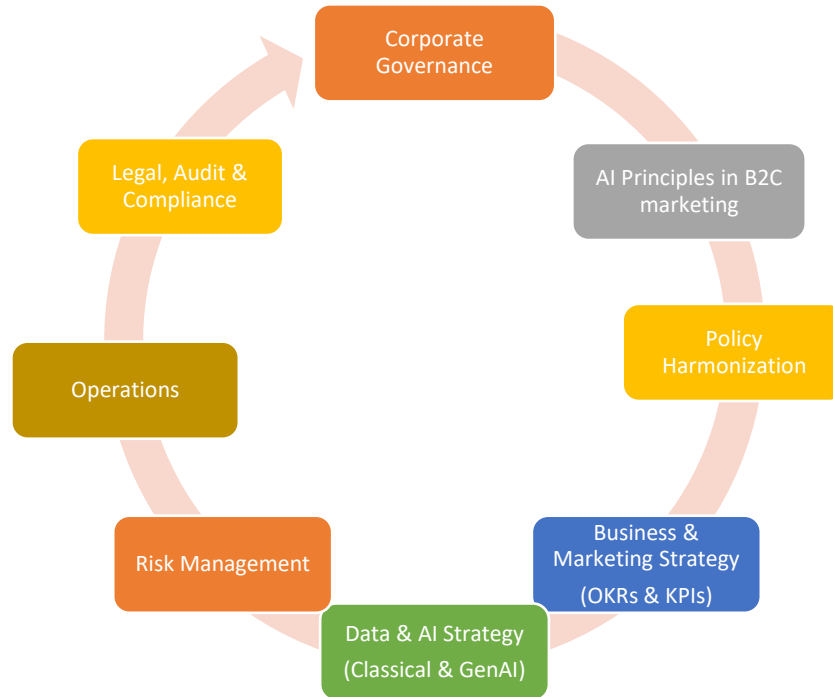 Corporate
Governance
AI Principles in B2C
marketing
Policy
Harmonization
Business &
Marketing Strategy
(OKRs & KPIs)
Data & AI Strategy
(Classical & GenAI)
Risk Management
Operations
Legal, Audit &
Compliance